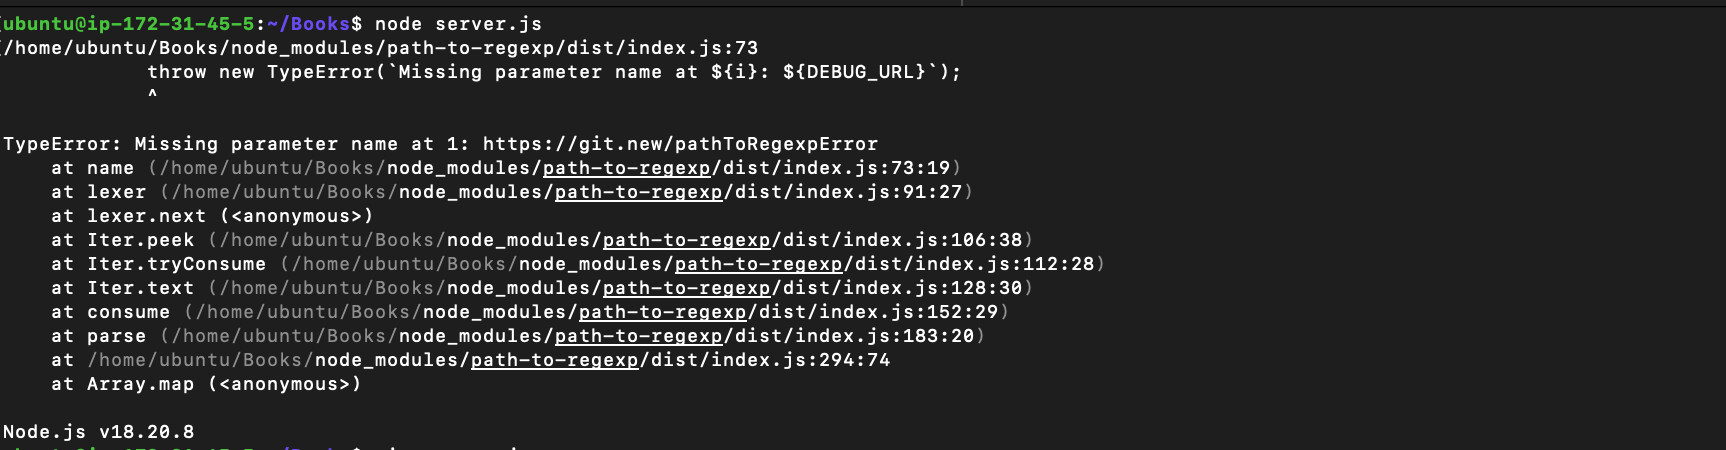 ubuntu@ip-172-31-45-5:~/Books$ node server.js
/home/ubuntu/Books/node_modules/path-to-regexp/dist/index.js:73
            throw new TypeError(`Missing parameter name at ${i}: ${DEBUG_URL}`);
            ^
TypeError: Missing parameter name at 1: https://git.new/pathToRegexpError
    at name (/home/ubuntu/Books/node_modules/path-to-regexp/dist/index.js:73:19)
    at lexer (/home/ubuntu/Books/node_modules/path-to-regexp/dist/index.js:91:27)
    at lexer.next (<anonymous>)
    at Iter.peek (/home/ubuntu/Books/node_modules/path-to-regexp/dist/index.js:106:38)
    at Iter.tryConsume (/home/ubuntu/Books/node_modules/path-to-regexp/dist/index.js:112:28)
    at Iter.text (/home/ubuntu/Books/node_modules/path-to-regexp/dist/index.js:128:30)
    at consume (/home/ubuntu/Books/node_modules/path-to-regexp/dist/index.js:152:29)
    at parse (/home/ubuntu/Books/node_modules/path-to-regexp/dist/index.js:183:20)
    at /home/ubuntu/Books/node_modules/path-to-regexp/dist/index.js:294:74
    at Array.map (<anonymous>)
Node.js v18.20.8